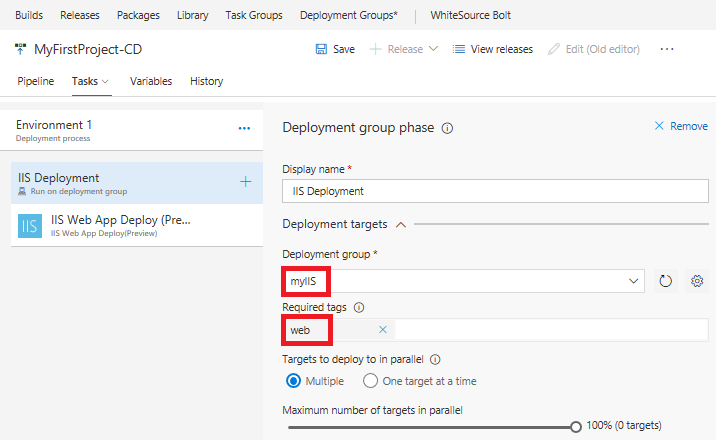 Builds Releases Packages Library Task Groups Deployment Groups* WhiteSource Bolt
MyFirstProject-CD Save Release View releases Edit (Old editor) ...
Pipeline Tasks Variables History
Environment 1 ...
Deployment process
Deployment group phase Remove
IIS Deployment
Run on deployment group
Display name *
IIS Deployment
IIS IIS Web App Deploy (Pre...
IIS Web App Deploy(Preview)
Deployment targets
Deployment group *
myIIS
Required tags
web
Targets to deploy to in parallel
Multiple One target at a time
Maximum number of targets in parallel
100% (0 targets)